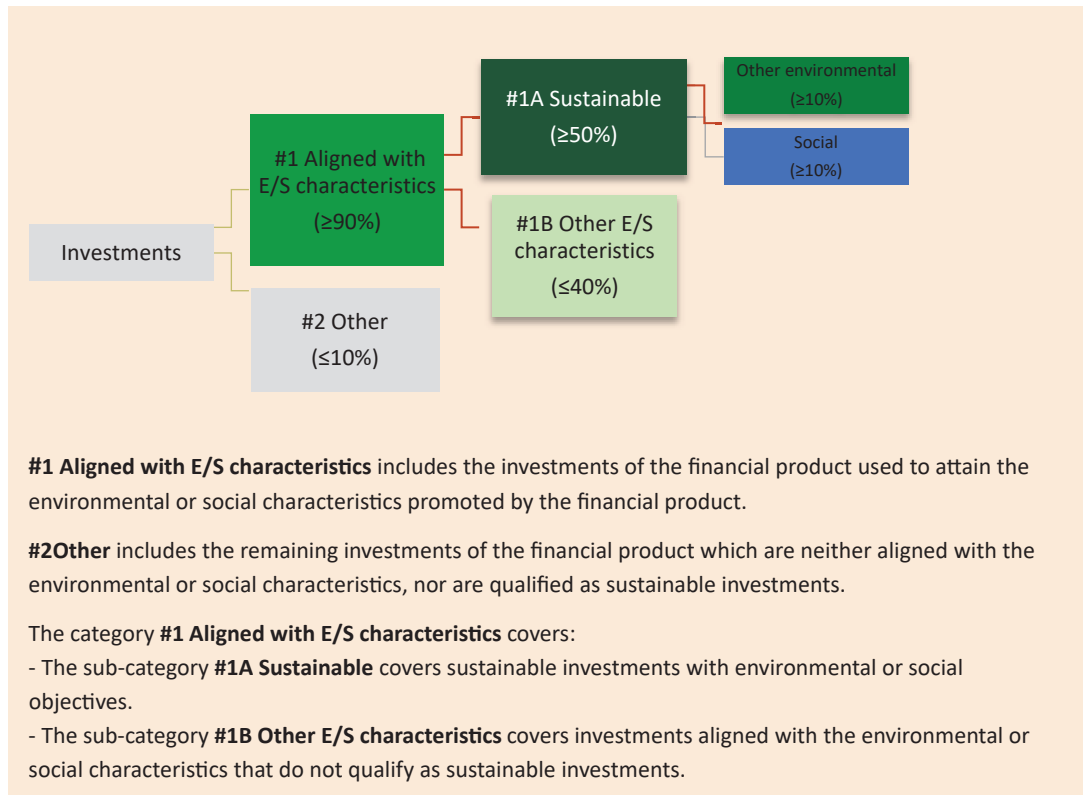 Other environmental
(≥10%)
#1A Sustainable
(≥50%)
Social
(≥10%)
#1 Aligned with
E/S characteristics
(≥90%)
#1B Other E/S
characteristics
(≤40%)
Investments
#2 Other
(≤10%)
#1 Aligned with E/S characteristics includes the investments of the financial product used to attain the
environmental or social characteristics promoted by the financial product.
#2Other includes the remaining investments of the financial product which are neither aligned with the
environmental or social characteristics, nor are qualified as sustainable investments.
The category #1 Aligned with E/S characteristics covers:
- The sub-category #1A Sustainable covers sustainable investments with environmental or social
objectives.
- The sub-category #1B Other E/S characteristics covers investments aligned with the environmental or
social characteristics that do not qualify as sustainable investments.